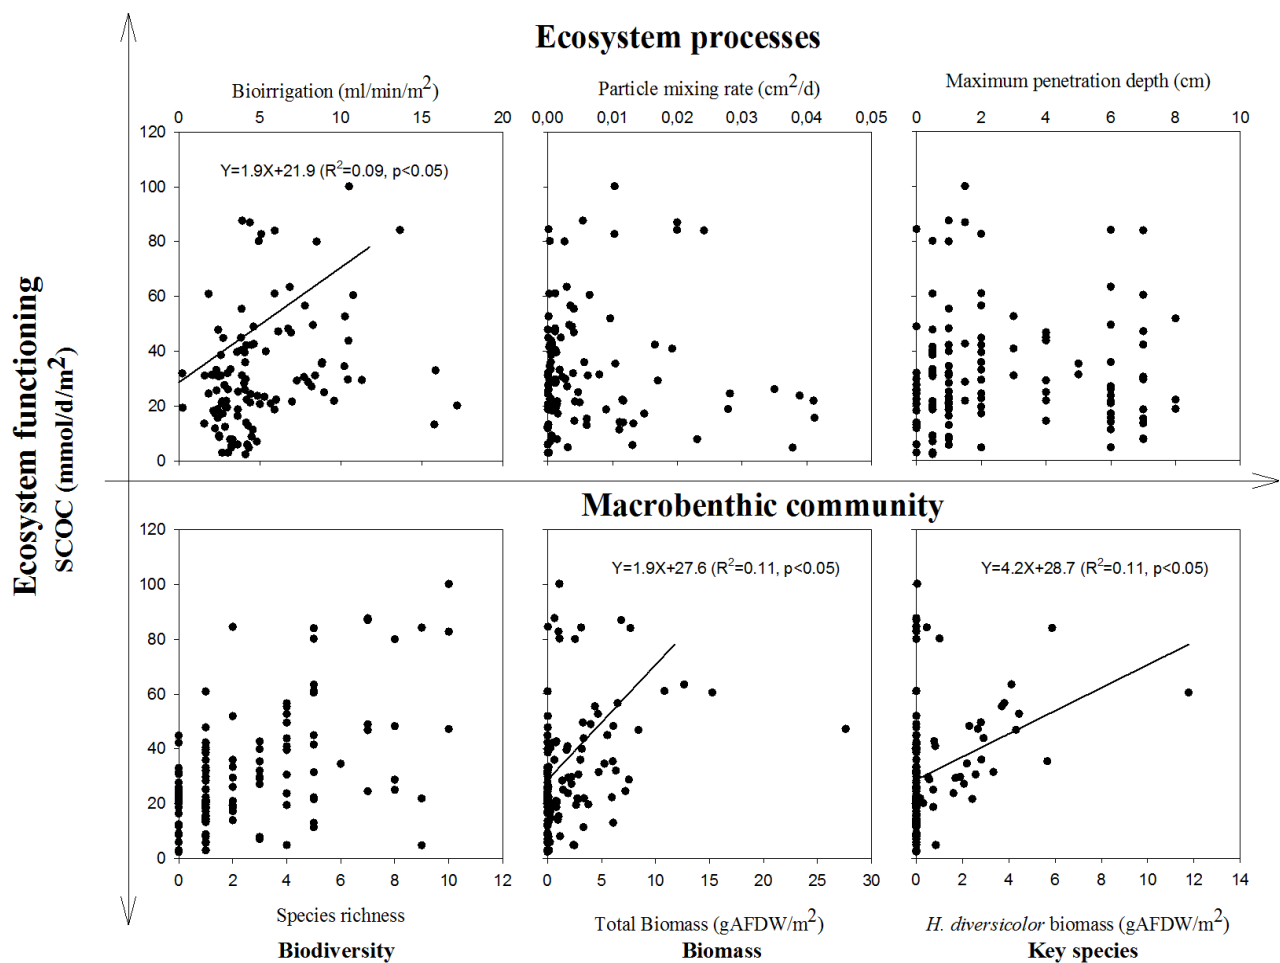 Ecosystem processes
Bioirrigation (ml/min/m²)
Particle mixing rate (cm²/d)
Maximum penetration depth (cm)
0 5 10 15 20
0,00 0,01 0,02 0,03 0,04 0,05
0 2 4 6 8 10
120
100
80
60
40
20
0
Y=1.9X+21.9 (R²=0.09, p<0.05)
Ecosystem functioning
SCOC (mmol/d/m²)
Macrobenthic community
120
100
80
60
40
20
0
Y=1.9X+27.6 (R²=0.11, p<0.05)
Y=4.2X+28.7 (R²=0.11, p<0.05)
0 2 4 6 8 10 12
0 5 10 15 20 25 30
0 2 4 6 8 10 12 14
Species richness
Total Biomass (gAFDW/m²)
H. diversicolor biomass (gAFDW/m²)
Biodiversity
Biomass
Key species